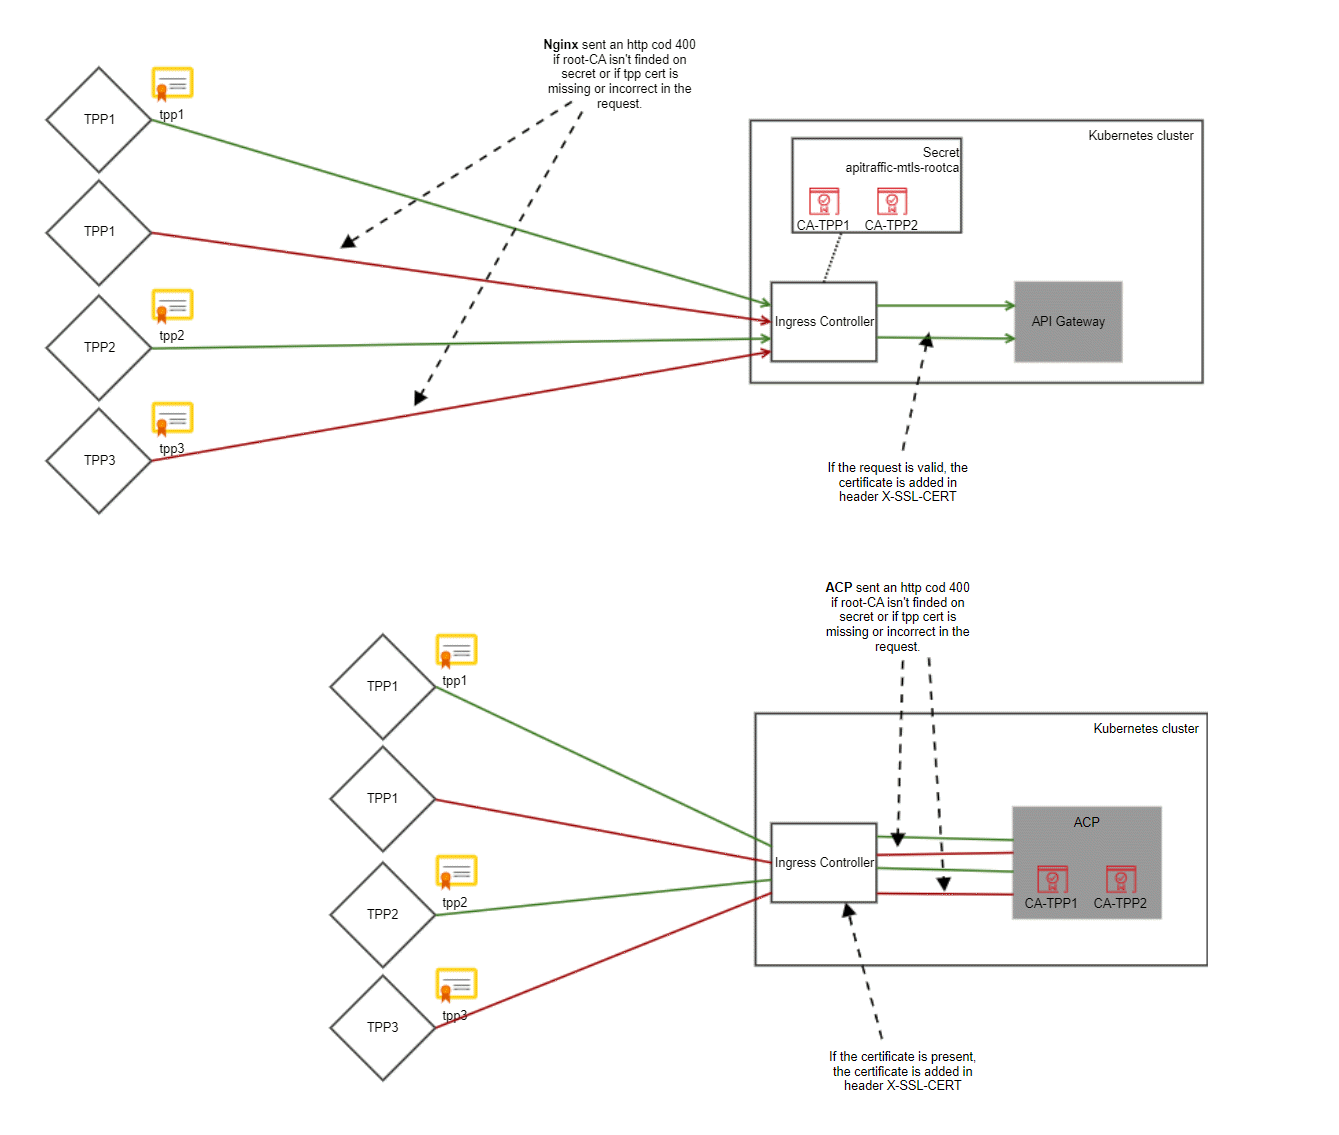 Nginx sent an http cod 400
if root-CA isn't finded on
secret or if tpp cert is
missing or incorrect in the
request.
TPP1
tpp1
Kubernetes cluster
Secret
apitraffic-mtls-rootca
CA-TPP1
CA-TPP2
TPP1
TPP2
tpp2
Ingress Controller
API Gateway
TPP3
tpp3
If the request is valid, the
certificate is added in
header X-SSL-CERT
ACP sent an http cod 400
if root-CA isn't finded on
secret or if tpp cert is
missing or incorrect in the
request.
TPP1
tpp1
Kubernetes cluster
TPP1
ACP
Ingress Controller
CA-TPP1
CA-TPP2
TPP2
tpp2
TPP3
tpp3
If the certificate is present,
the certificate is added in
header X-SSL-CERT